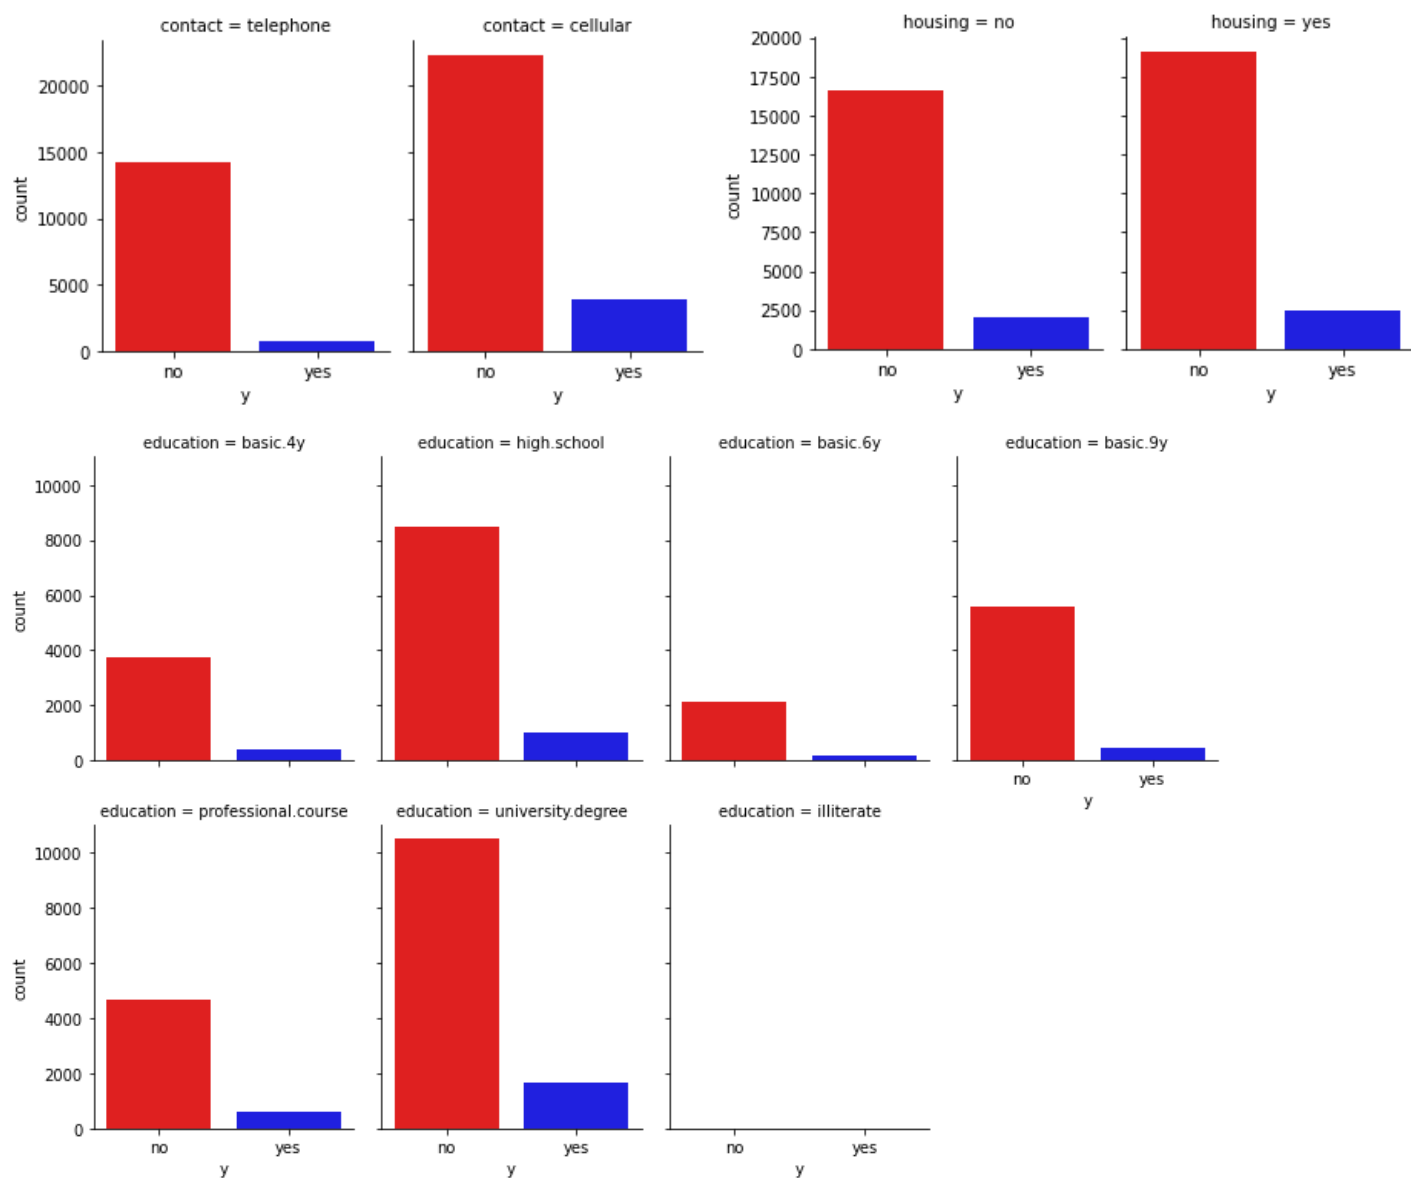 contact = telephone
contact = cellular
20000
15000
10000
5000
0
count
no
yes
y
no
yes
y
housing = no
housing = yes
20000
17500
15000
12500
10000
7500
5000
2500
0
count
no
yes
y
no
yes
y
education = basic.4y
education = high.school
education = basic.6y
education = basic.9y
10000
8000
6000
4000
2000
0
count
no
yes
y
education = professional.course
education = university.degree
education = illiterate
10000
8000
6000
4000
2000
0
count
no
yes
y
no
yes
y
no
yes
y